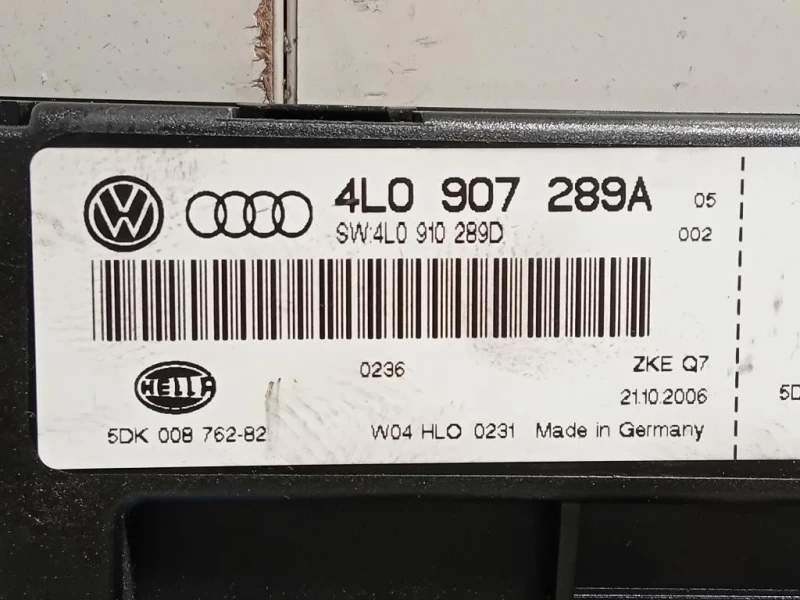 4L0 907 289A 05
SW:4L0 910 289D 002
0236 ZKE Q7
HELLA 21.10.2006 5D
5DK 008 762-82 W04 HLO 0231 Made in Germany